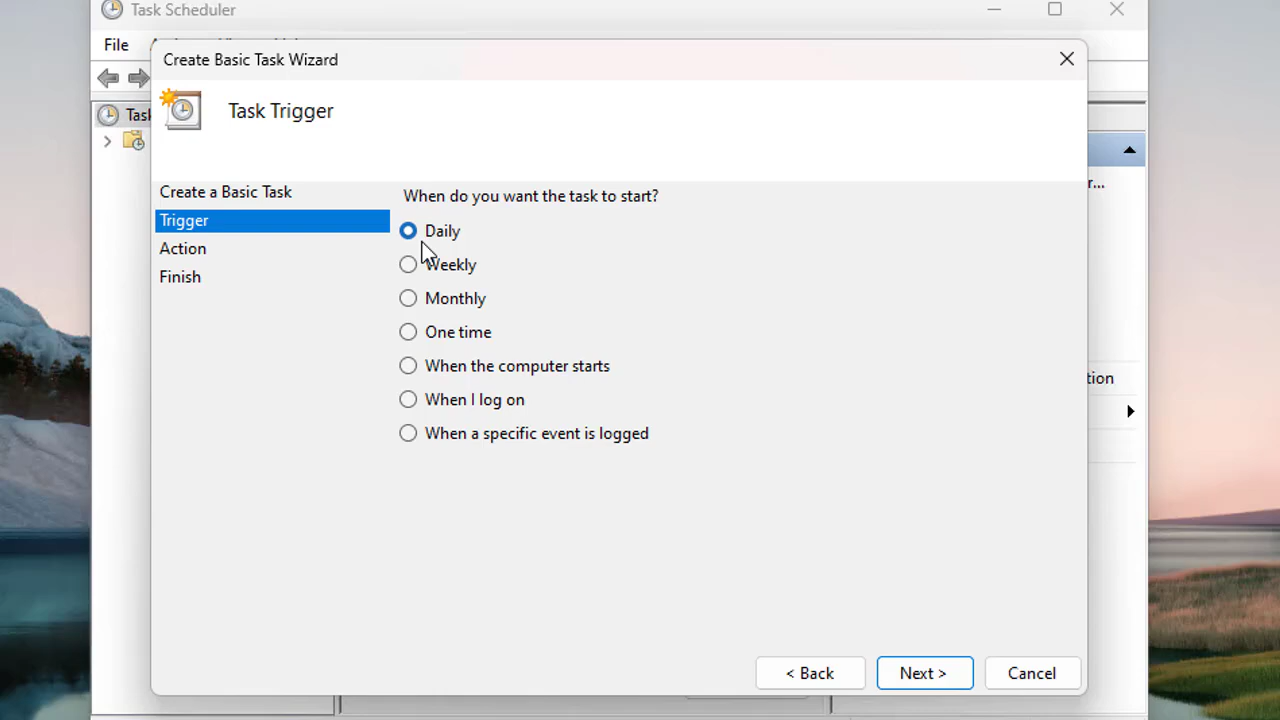 Task Scheduler
File
Create Basic Task Wizard
Task
Task Trigger
r...
Create a Basic Task
Trigger
Action
Finish
When do you want the task to start?
Daily
Weekly
Monthly
One time
When the computer starts
When I log on
When a specific event is logged
tion
< Back
Next >
Cancel